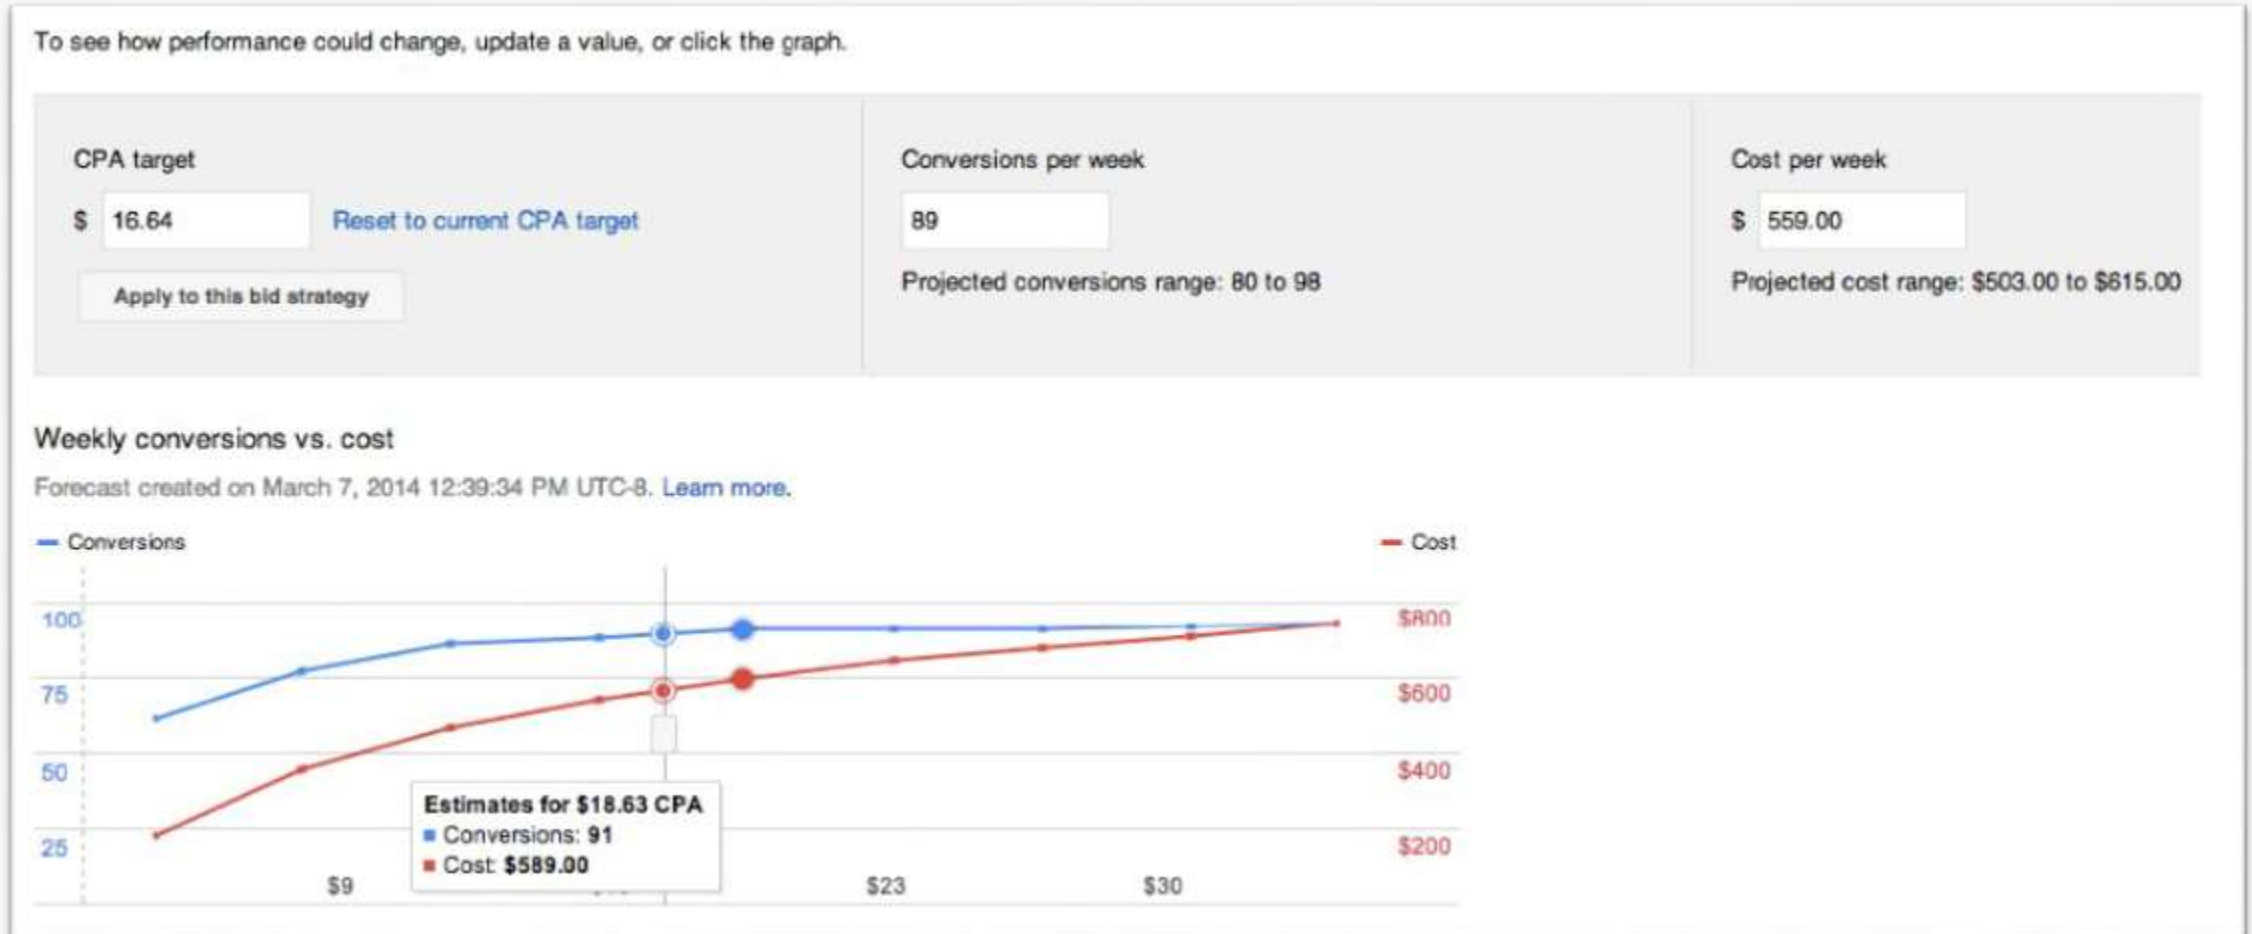 To see how performance could change, update a value, or click the graph.
CPA target
$ 16.64 Reset to current CPA target
Apply to this bid strategy
Conversions per week
89
Projected conversions range: 80 to 98
Cost per week
$ 559.00
Projected cost range: $503.00 to $615.00
Weekly conversions vs. cost
Forecast created on March 7, 2014 12:39:34 PM UTC-8. Learn more.
Conversions
Cost
100
75
50
25
$800
$600
$400
$200
Estimates for $18.63 CPA
Conversions: 91
Cost: $589.00
$9
$23
$30